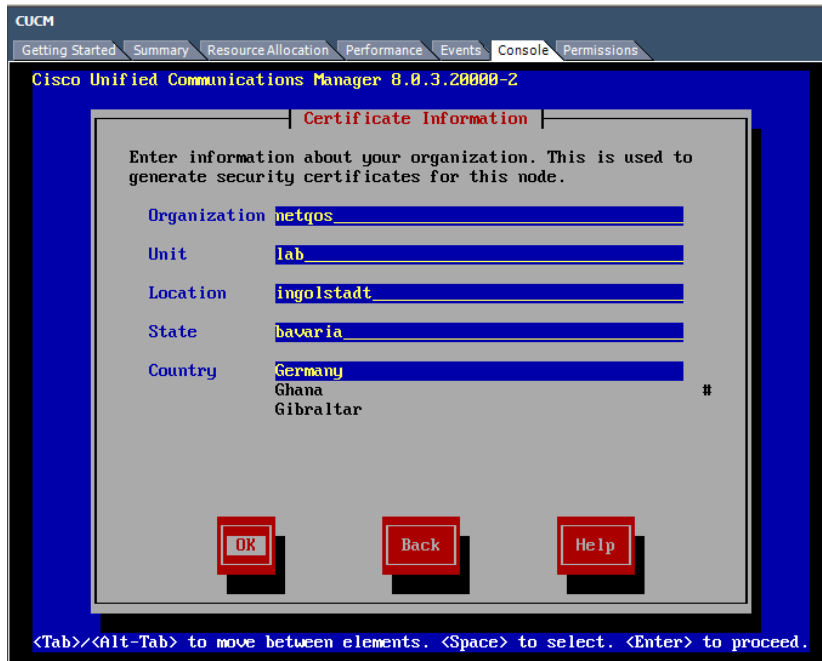 CUCM
Getting Started Summary Resource Allocation Performance Events Console Permissions
Cisco Unified Communications Manager 8.0.3.20000-2
Certificate Information
Enter information about your organization. This is used to
generate security certificates for this node.
Organization netqos
Unit lab
Location ingolstadt
State bavaria
Country Germany
Ghana #
Gibraltar
OK Back Help
<Tab>/<Alt-Tab> to move between elements. <Space> to select. <Enter> to proceed.